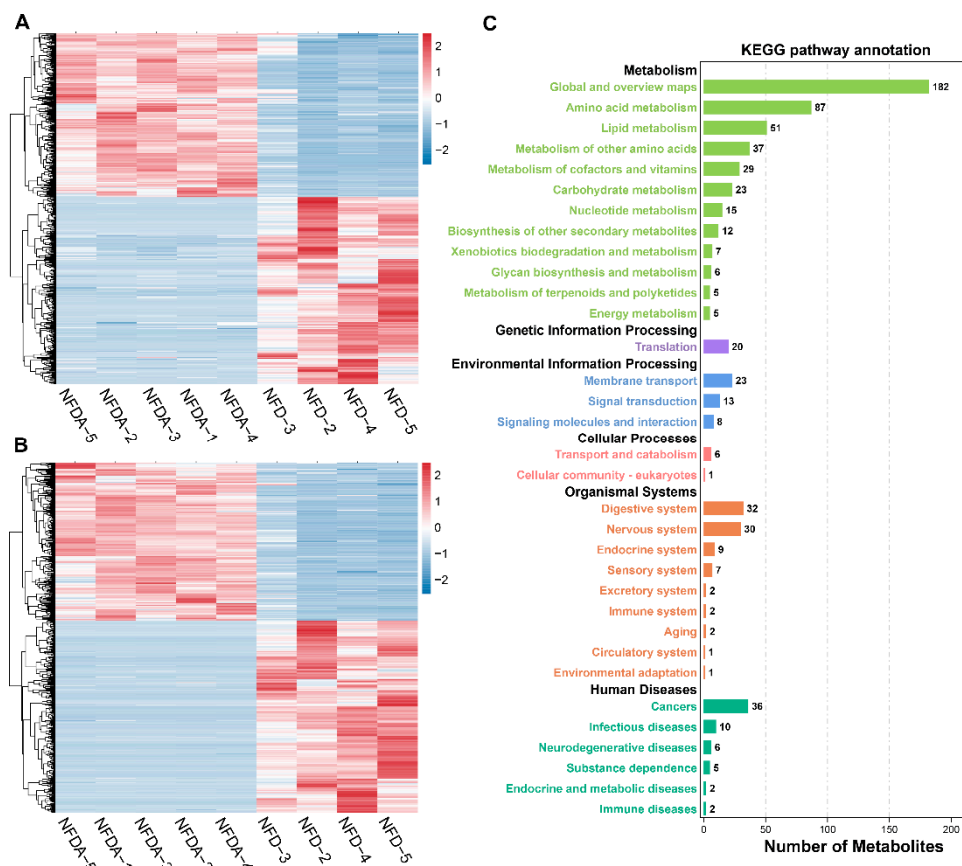 A
2
1
0
−1
−2
NFDA-5
NFDA-2
NFDA-3
NFDA-1
NFDA-4
NFD-3
NFD-2
NFD-4
NFD-5
B
2
1
0
−1
−2
NFD-3
NFD-2
NFD-4
NFD-5
C
KEGG pathway annotation
Metabolism
Global and overview maps 182
Amino acid metabolism 87
Lipid metabolism 51
Metabolism of other amino acids 37
Metabolism of cofactors and vitamins 29
Carbohydrate metabolism 23
Nucleotide metabolism 15
Biosynthesis of other secondary metabolites 12
Xenobiotics biodegradation and metabolism 7
Glycan biosynthesis and metabolism 6
Metabolism of terpenoids and polyketides 5
Energy metabolism 5
Genetic Information Processing
Translation 20
Environmental Information Processing
Membrane transport 23
Signal transduction 13
Signaling molecules and interaction 8
Cellular Processes
Transport and catabolism 6
Cellular community - eukaryotes 1
Organismal Systems
Digestive system 32
Nervous system 30
Endocrine system 9
Sensory system 7
Excretory system 2
Immune system 2
Aging 2
Circulatory system 1
Environmental adaptation 1
Human Diseases
Cancers 36
Infectious diseases 10
Neurodegenerative diseases 6
Substance dependence 5
Endocrine and metabolic diseases 2
Immune diseases 2
0 50 100 150 200
Number of Metabolites